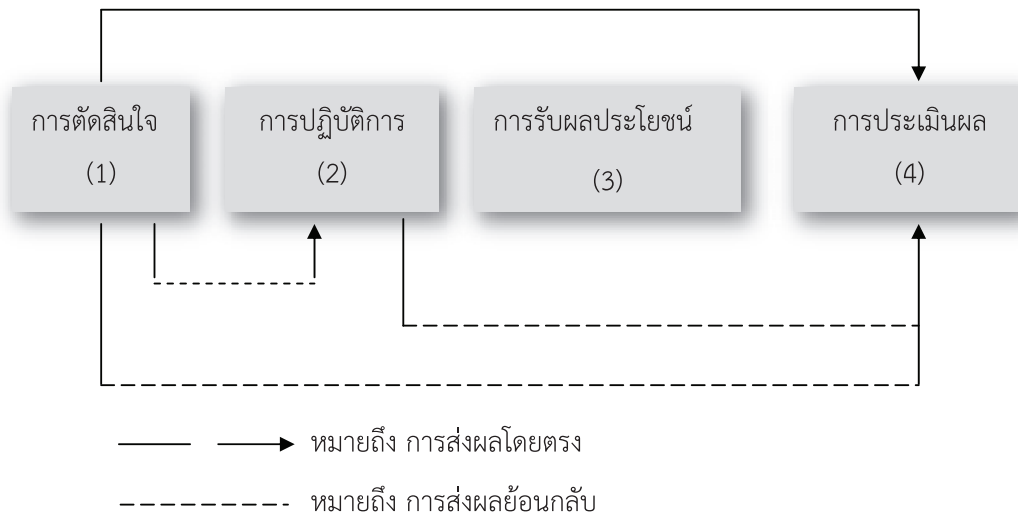 การตัดสินใจ
(1)
การปฏิบัติการ
(2)
การรับผลประโยชน์
(3)
การประเมินผล
(4)
หมายถึง การส่งผลโดยตรง
หมายถึง การส่งผลย้อนกลับ